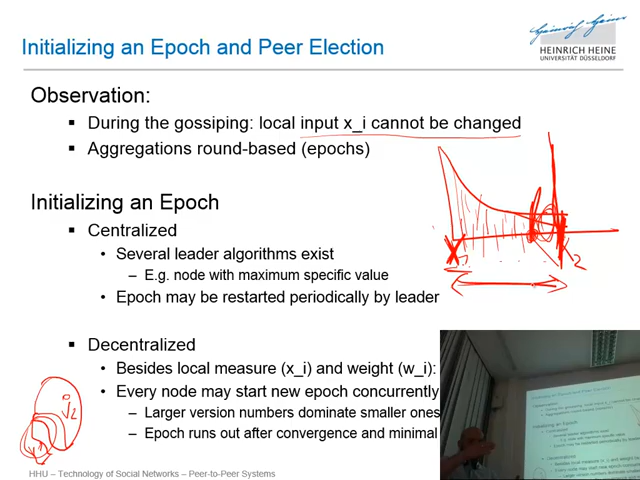 Initializing an Epoch and Peer Election
HEINRICH HEINE
UNIVERSITÄT DÜSSELDORF
Observation:
During the gossiping: local input x_i cannot be changed
Aggregations round-based (epochs)
Initializing an Epoch
Centralized
Several leader algorithms exist
– E.g. node with maximum specific value
Epoch may be restarted periodically by leader
Decentralized
Besides local measure (x_i) and weight (w_i):
Every node may start new epoch concurrently
– Larger version numbers dominate smaller ones
– Epoch runs out after convergence and minimal
HHU – Technology of Social Networks – Peer-to-Peer Systems